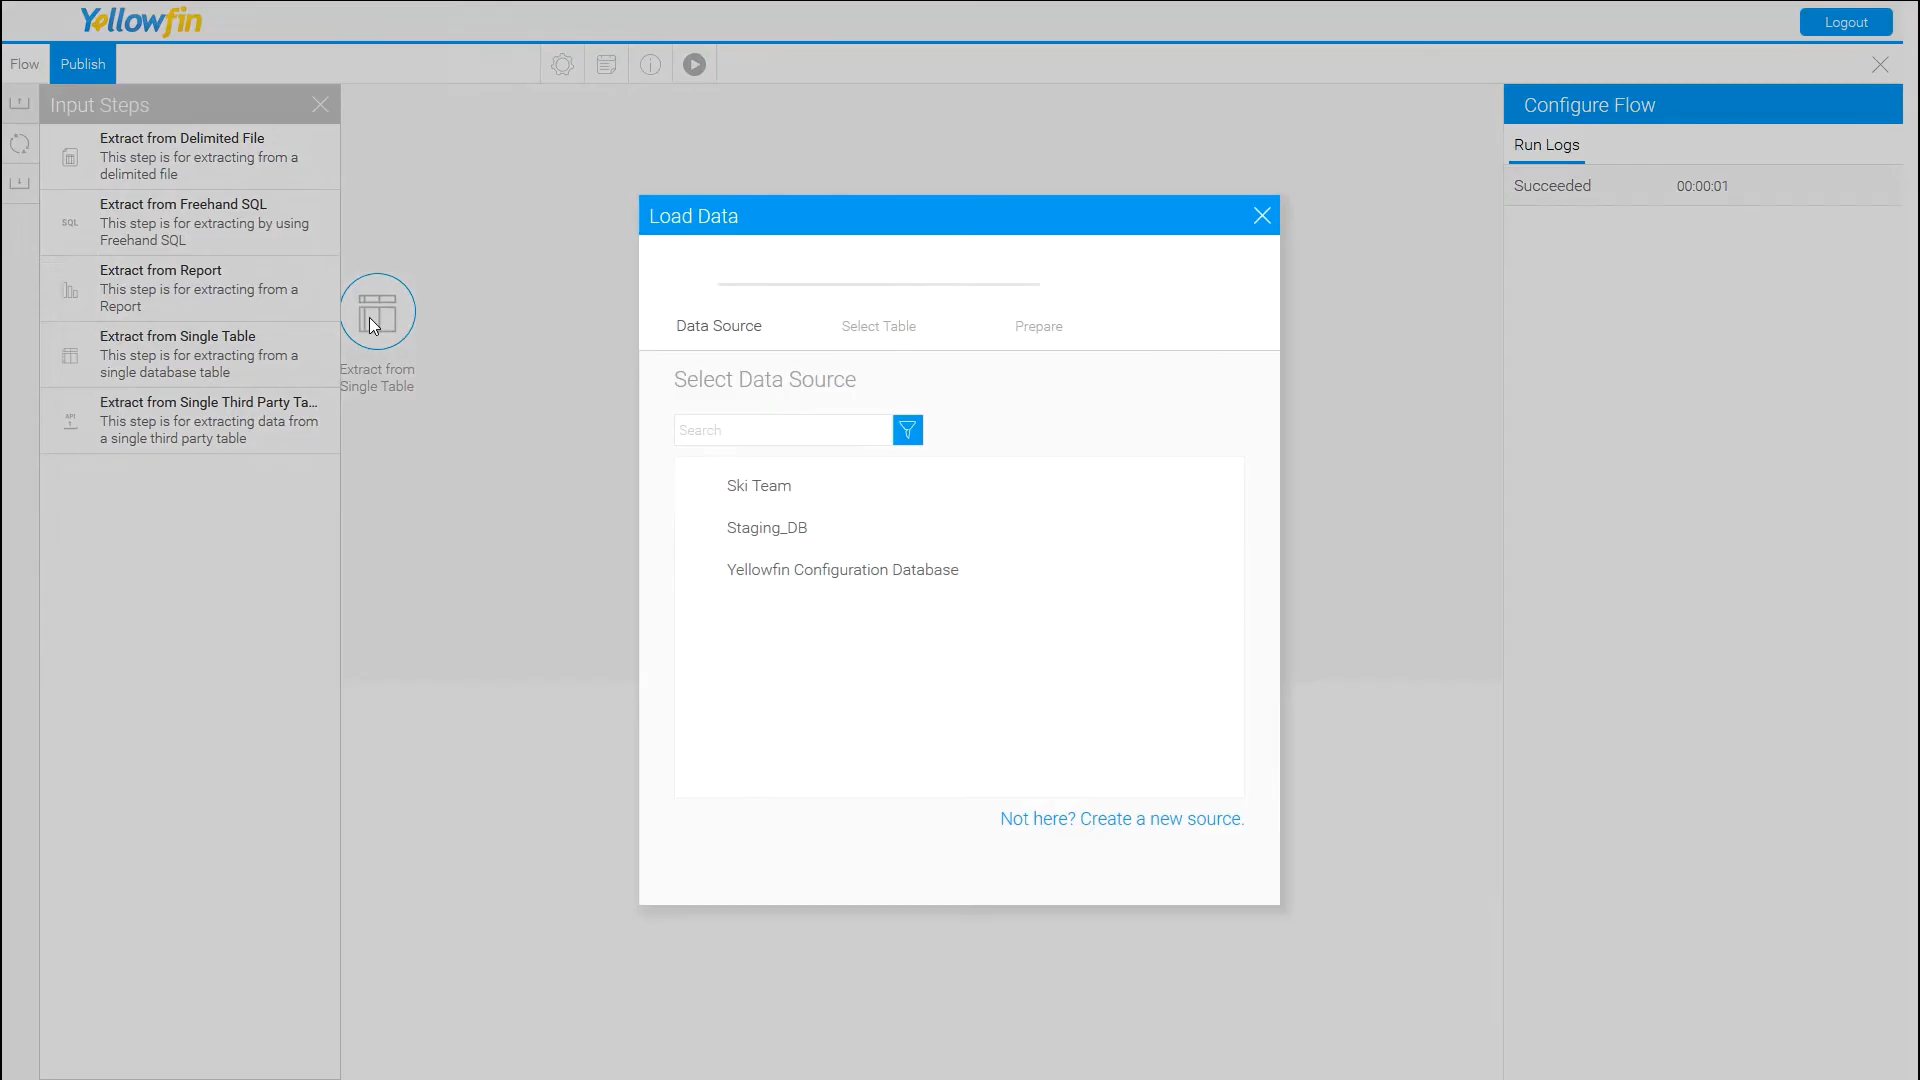 Yellowfin
Logout
Flow
Publish
Input Steps
Extract from Delimited File
This step is for extracting from a
delimited file
SQL
Extract from Freehand SQL
This step is for extracting by using
Freehand SQL
Extract from Report
This step is for extracting from a
Report
Extract from Single Table
This step is for extracting from a
single database table
API
Extract from Single Third Party Ta...
This step is for extracting data from
a single third party table
Extract from
Single Table
Load Data
Data Source
Select Table
Prepare
Select Data Source
Search
Ski Team
Staging_DB
Yellowfin Configuration Database
Not here? Create a new source.
Configure Flow
Run Logs
Succeeded 00:00:01